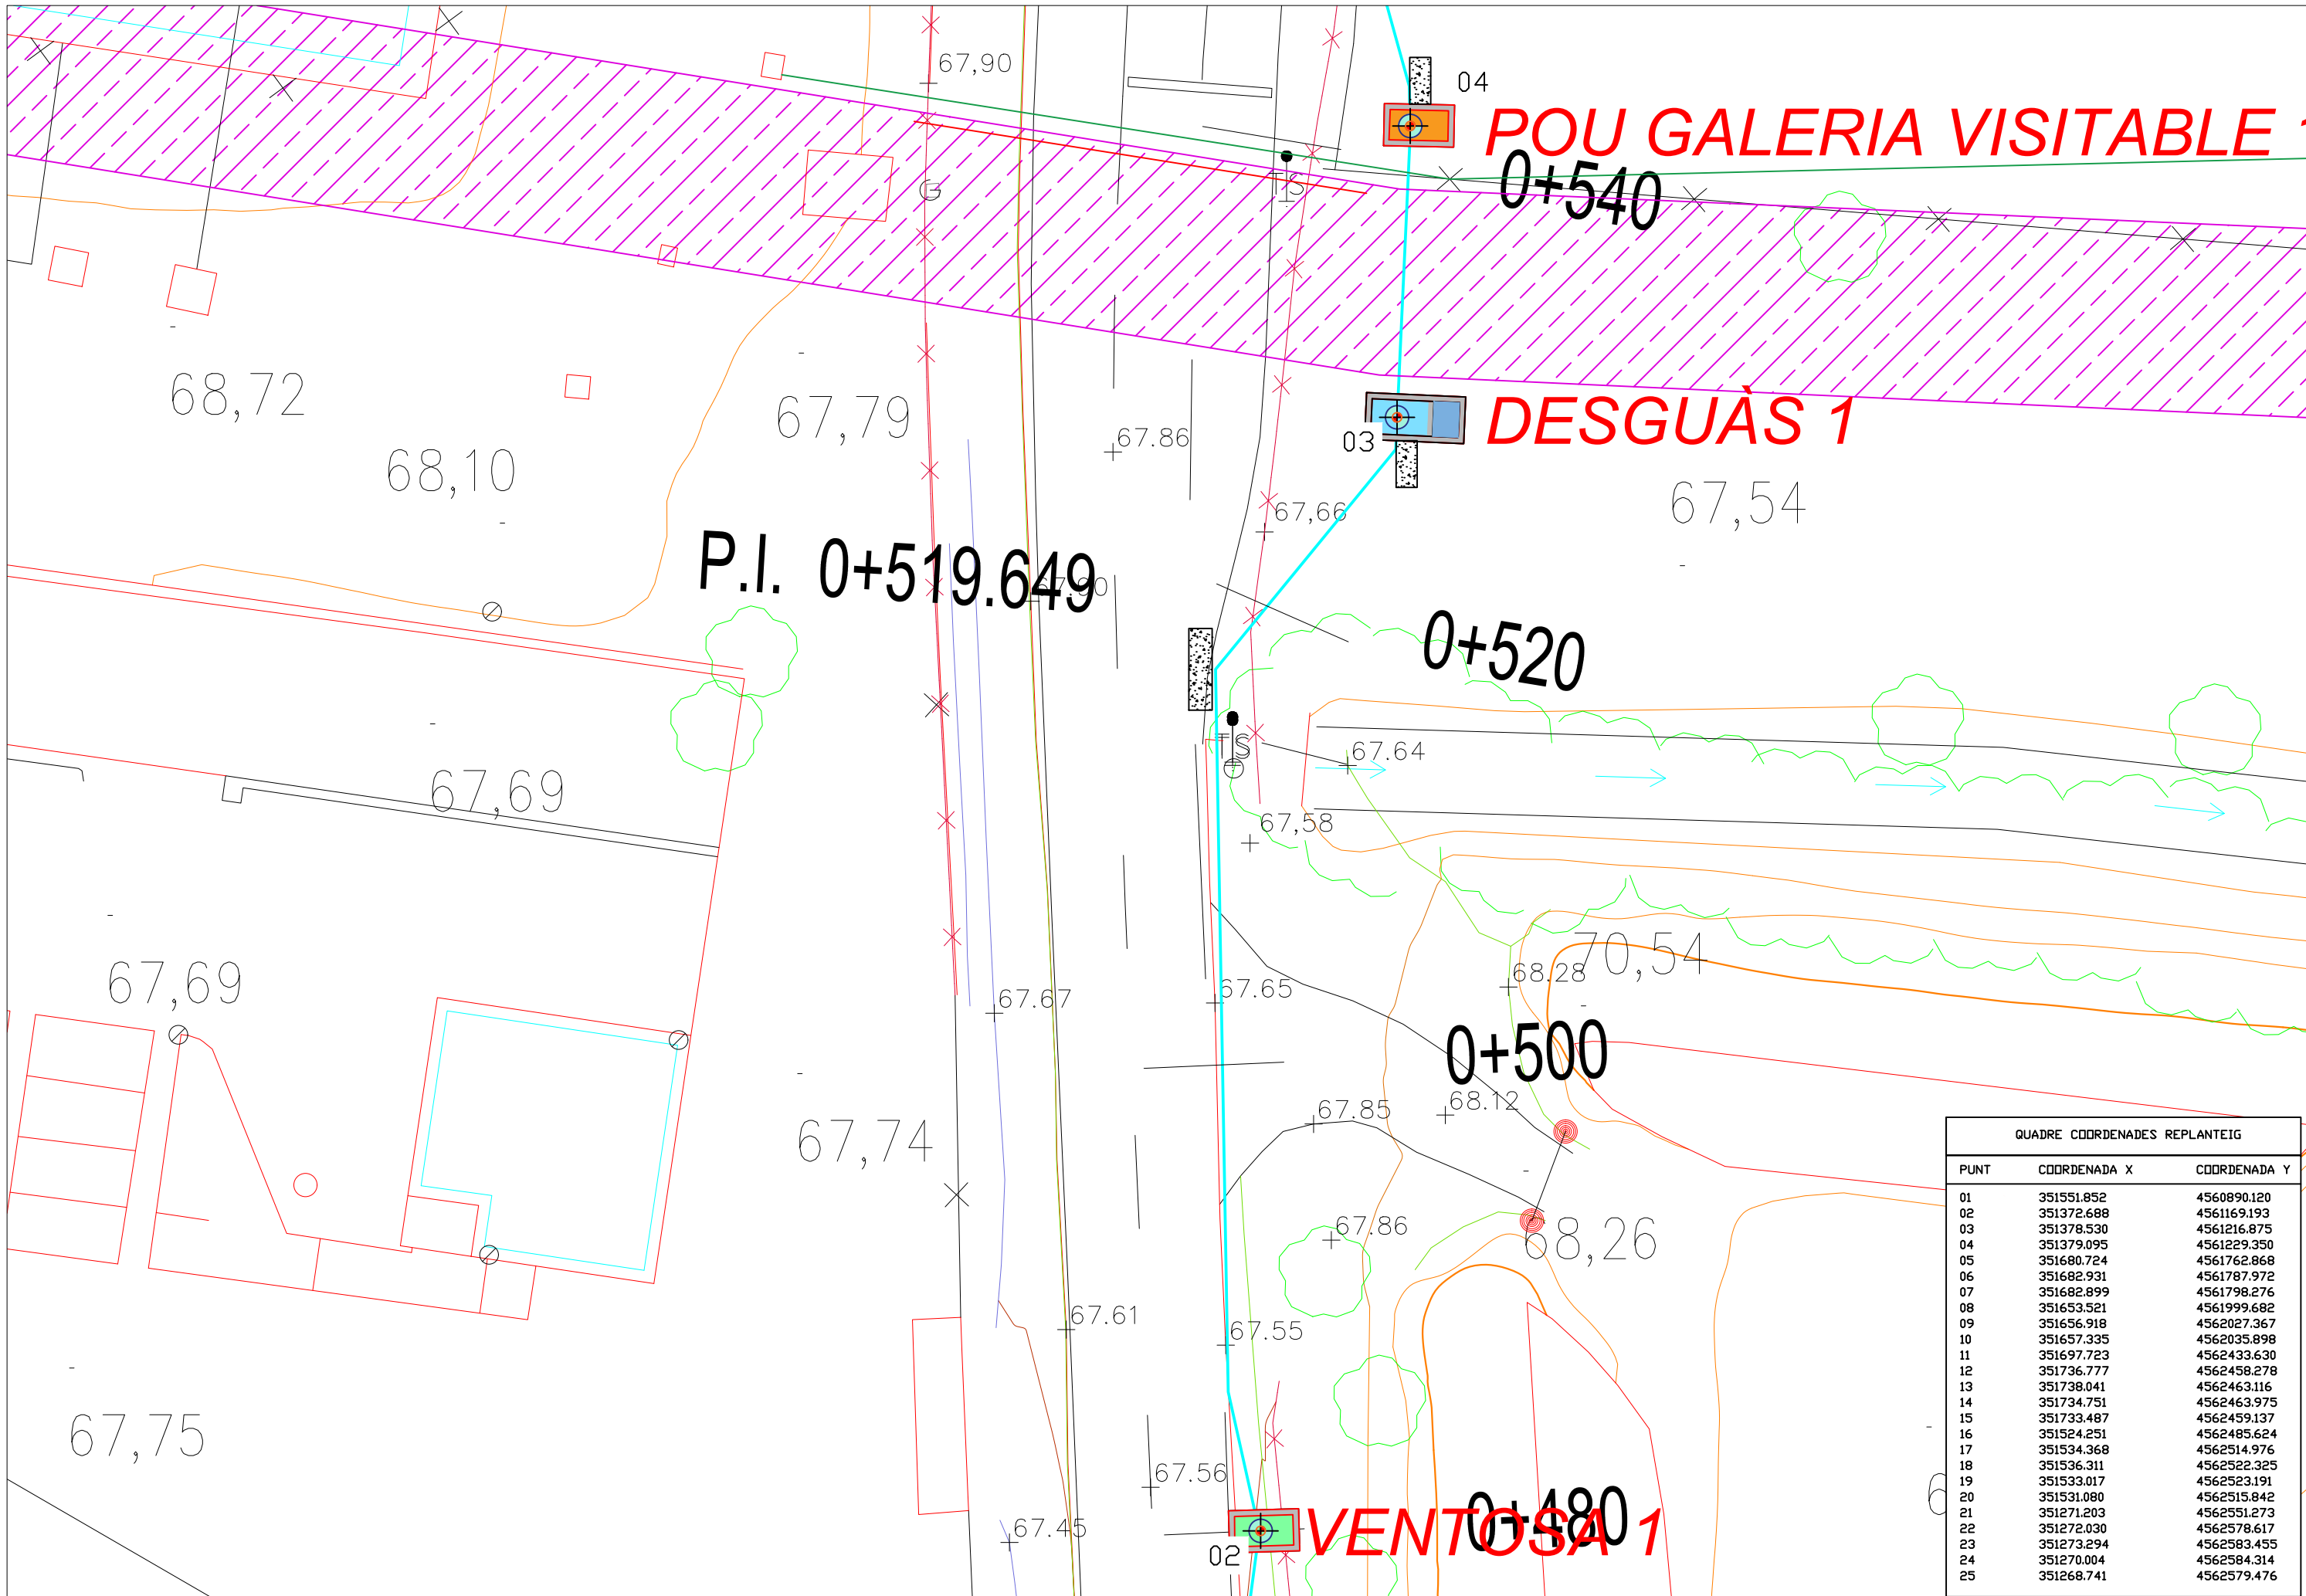 67,90
04
POU GALERIA VISITABLE
G
TS
0+540
68,72
67,79
DESGUÀS 1
67.86
03
68,10
67,54
67,66
P.I. 0+519.649
67.90
0+520
TS
67.64
67,69
67,58
70,54
67,69
68.28
67.67
67.65
0+500
67.85
68.12
67,74
67.86
68,26
67.61
67.55
67,75
67.56
0+480
VENTOSA 1
67.45
02
QUADRE COORDENADES REPLANTEIG
PUNT COORDENADA X COORDENADA Y
01 351551.852 4560890.120
02 351372.688 4561169.193
03 351378.530 4561216.875
04 351379.095 4561229.350
05 351680.724 4561762.868
06 351682.931 4561787.972
07 351682.899 4561798.276
08 351653.521 4561999.682
09 351656.918 4562027.367
10 351657.335 4562035.898
11 351697.723 4562433.630
12 351736.777 4562458.278
13 351738.041 4562463.116
14 351734.751 4562463.975
15 351733.487 4562459.137
16 351524.251 4562485.624
17 351534.368 4562514.976
18 351536.311 4562522.325
19 351533.017 4562523.191
20 351531.080 4562515.842
21 351271.203 4562551.273
22 351272.030 4562578.617
23 351273.294 4562583.455
24 351270.004 4562584.314
25 351268.741 4562579.476